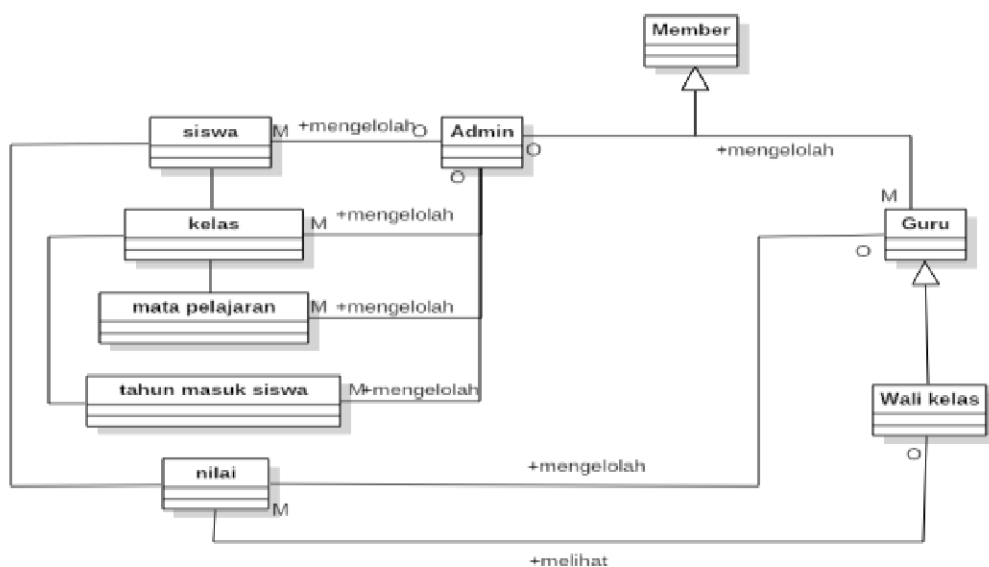 Member
siswa
M
+mengelolah
O
Admin
O
+mengelolah
O
M
kelas
M
+mengelolah
Guru
O
mata pelajaran
M
+mengelolah
tahun masuk siswa
M
+mengelolah
Wali kelas
O
nilai
M
+mengelolah
+melihat